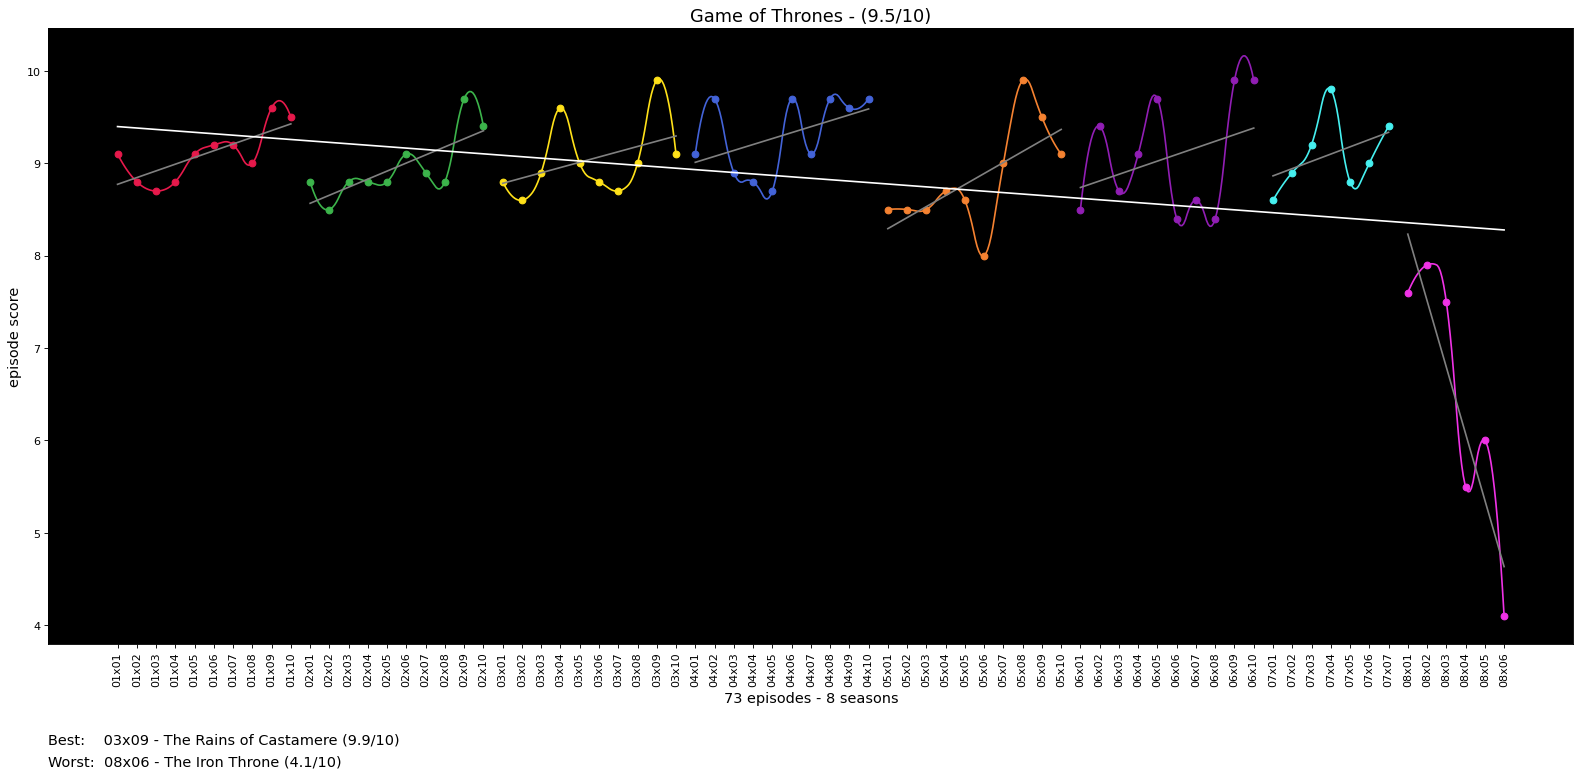 Game of Thrones - (9.5/10)
episode score
10
9
8
7
6
5
4
01x01
01x02
01x03
01x04
01x05
01x06
01x07
01x08
01x09
01x10
02x01
02x02
02x03
02x04
02x05
02x06
02x07
02x08
02x09
02x10
03x01
03x02
03x03
03x04
03x05
03x06
03x07
03x08
03x09
03x10
04x01
04x02
04x03
04x04
04x05
04x06
04x07
04x08
04x09
04x10
05x01
05x02
05x03
05x04
05x05
05x06
05x07
05x08
05x09
05x10
06x01
06x02
06x03
06x04
06x05
06x06
06x07
06x08
06x09
06x10
07x01
07x02
07x03
07x04
07x05
07x06
07x07
08x01
08x02
08x03
08x04
08x05
08x06
73 episodes - 8 seasons
Best: 03x09 - The Rains of Castamere (9.9/10)
Worst: 08x06 - The Iron Throne (4.1/10)